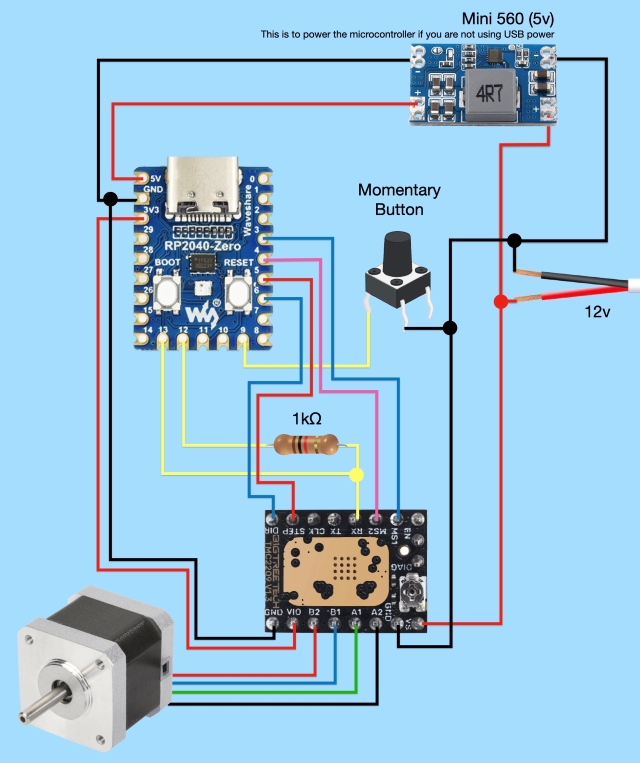 Mini 560 (5v)
This is to power the microcontroller if you are not using USB power
-
-
+
+
4R7
5V
GND
3V3
29
28
27
26
15
14
0
1
2
3
4
5
6
7
8
Waveshare
RP2040-Zero
BOOT
RESET
13 12 11 10 9
Momentary
Button
12v
1kΩ
DIR STEP CLK TX RX MS2 MS1 EN
BIGTREETECH
TMC2209 V1.3
DIAG
GND VIO B2 B1 A1 A2 GND VS